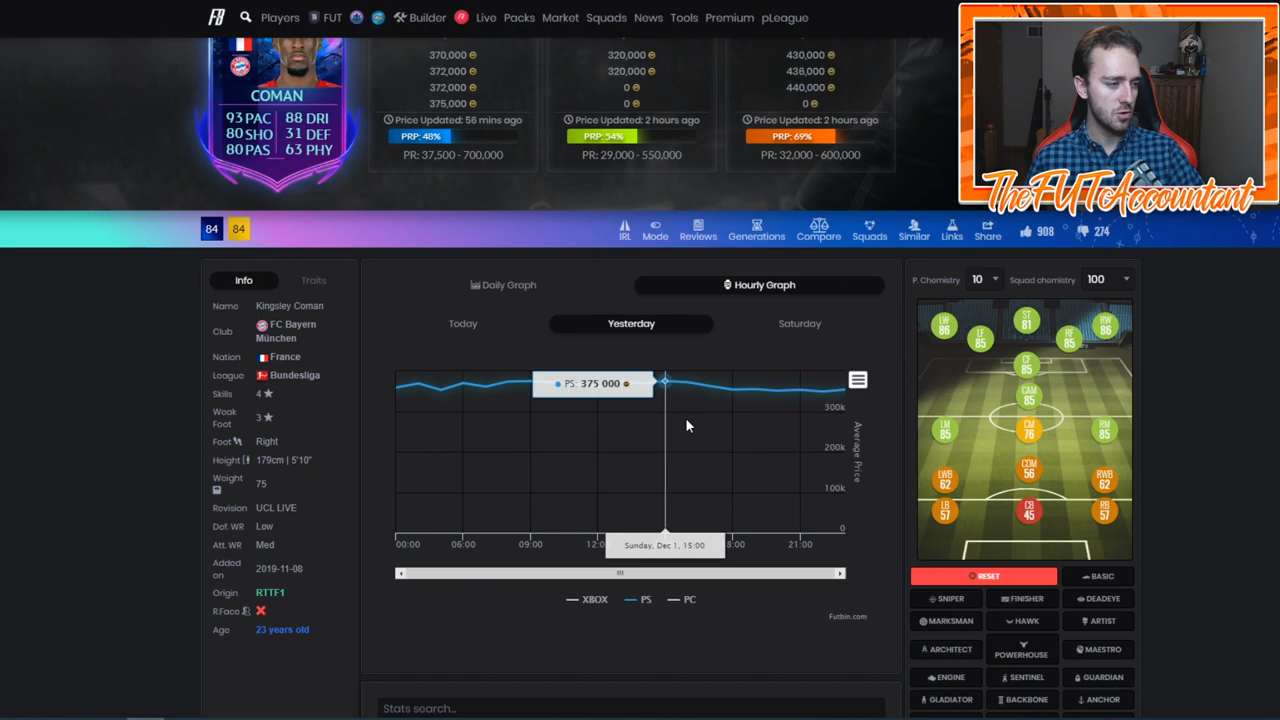 FB Players FUT Builder Live Packs Market Squads News Tools Premium pLeague
370,000 320,000 430,000
372,000 320,000 436,000
372,000 0 440,000
375,000 0 0
COMAN
93 PAC 88 DRI
80 SHO 31 DEF
80 PAS 63 PHY
Price Updated: 56 mins ago Price Updated: 2 hours ago Price Updated: 2 hours ago
PRP: 48% PRP: 54% PRP: 69%
PR: 37,500 - 700,000 PR: 29,000 - 550,000 PR: 32,000 - 600,000
TheFUTAccountant
84 84 IRL Mode Reviews Generations Compare Squads Similar Links Share 908 274
Info Traits
Name Kingsley Coman
Club FC Bayern München
Nation France
League Bundesliga
Skills 4
Weak Foot 3
Foot Right
Height 179cm | 5'10"
Weight 75
Revision UCL LIVE
Def. WR Low
Att. WR Med
Added on 2019-11-08
Origin RTTF1
R.Face
Age 23 years old
Daily Graph Hourly Graph
Today Yesterday Saturday
PS: 375 000
300k
200k
100k
0
Average Price
00:00 06:00 09:00 12:0 Sunday, Dec 1, 15:00 8:00 21:00
XBOX PS PC
Futbin.com
Stats search...
P. Chemistry 10 Squad chemistry 100
LW 86 ST 81 RW 86
LF 85 RF 85
CF 85
CAM 85
LM 85 CM 76 RM 85
LWB 62 CDM 56 RWB 62
LB 57 CB 45 RB 57
RESET BASIC
SNIPER FINISHER DEADEYE
MARKSMAN HAWK ARTIST
ARCHITECT POWERHOUSE MAESTRO
ENGINE SENTINEL GUARDIAN
GLADIATOR BACKBONE ANCHOR